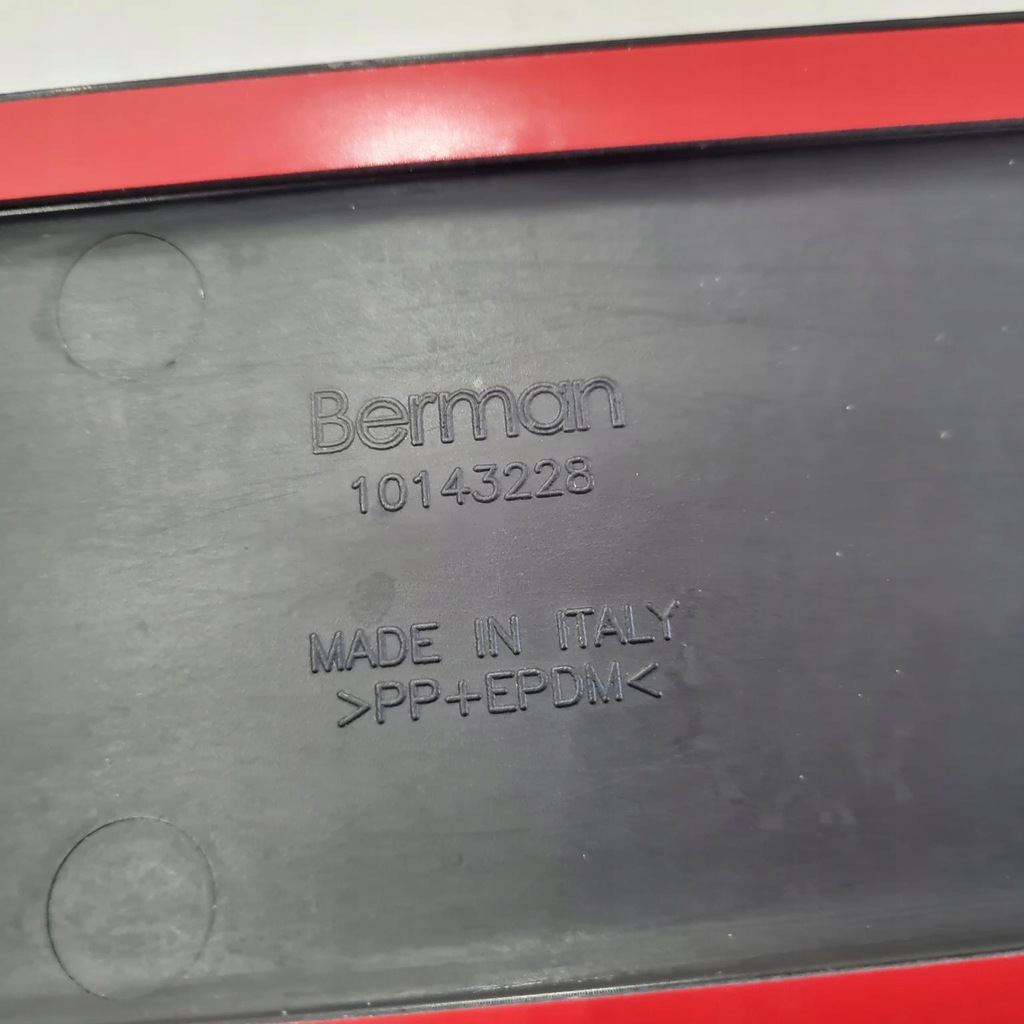 Berman
10143228
MADE IN ITALY
>PP+EPDM<